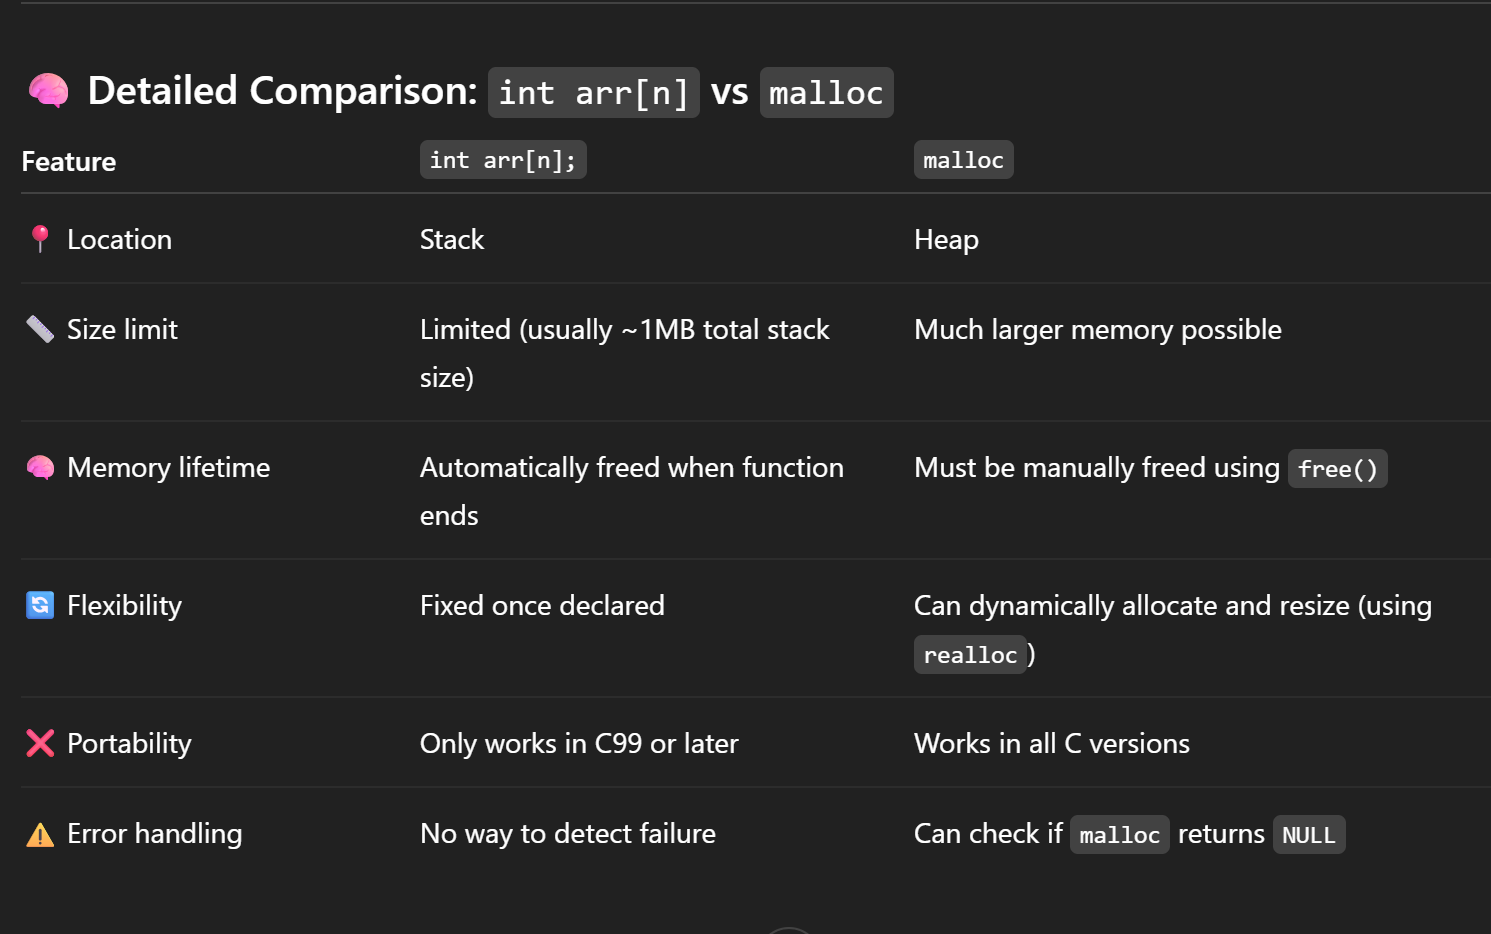 🧠 Detailed Comparison: int arr[n] vs malloc
Feature int arr[n]; malloc
📍 Location Stack Heap
📏 Size limit Limited (usually ~1MB total stack size) Much larger memory possible
🧠 Memory lifetime Automatically freed when function ends Must be manually freed using free()
🔄 Flexibility Fixed once declared Can dynamically allocate and resize (using realloc)
❌ Portability Only works in C99 or later Works in all C versions
⚠️ Error handling No way to detect failure Can check if malloc returns NULL